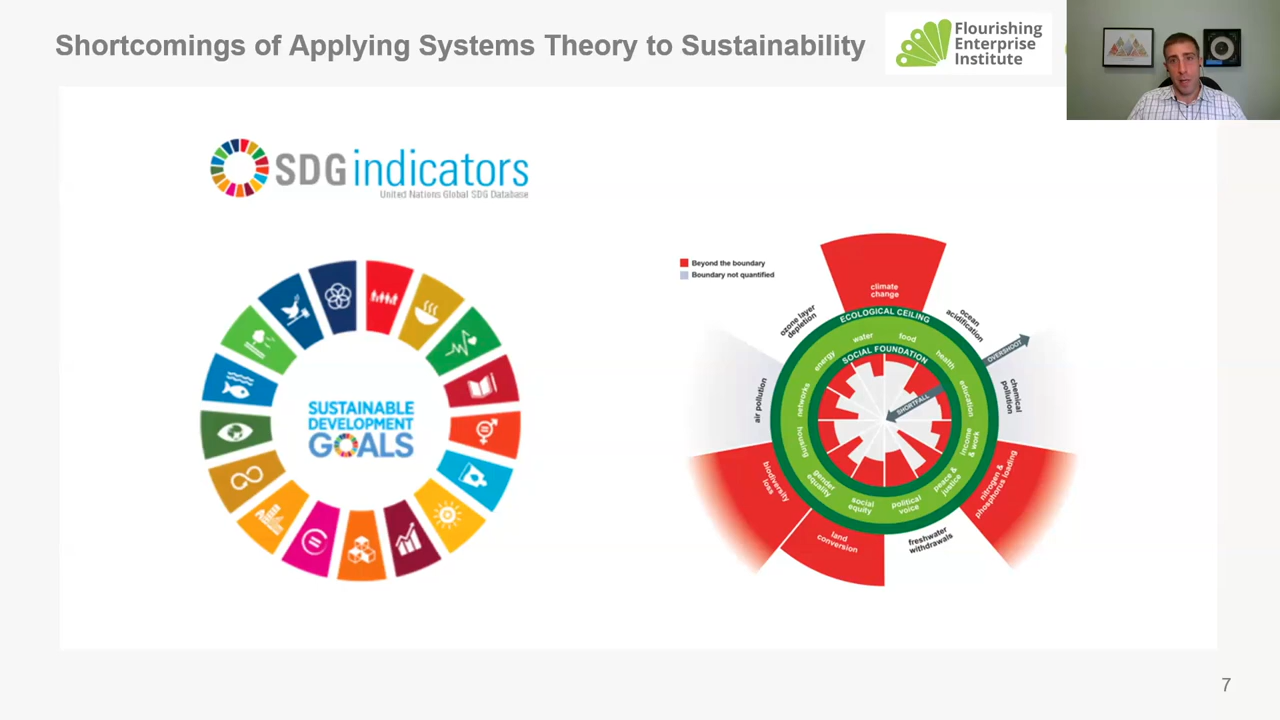 Shortcomings of Applying Systems Theory to Sustainability
Flourishing
Enterprise
Institute
SDGindicators
United Nations Global SDG Database
SUSTAINABLE
DEVELOPMENT
GOALS
Beyond the boundary
Boundary not quantified
climate
change
ozone layer
depletion
ocean
acidification
ECOLOGICAL CEILING
water
food
SOCIAL FOUNDATION
energy
health
OVERSHOOT
networks
education
SHORTFALL
air pollution
chemical
pollution
housing
income
& work
gender
equality
peace &
justice
social
equity
political
voice
biodiversity
loss
nitrogen &
phosphorus loading
land
conversion
freshwater
withdrawals
7